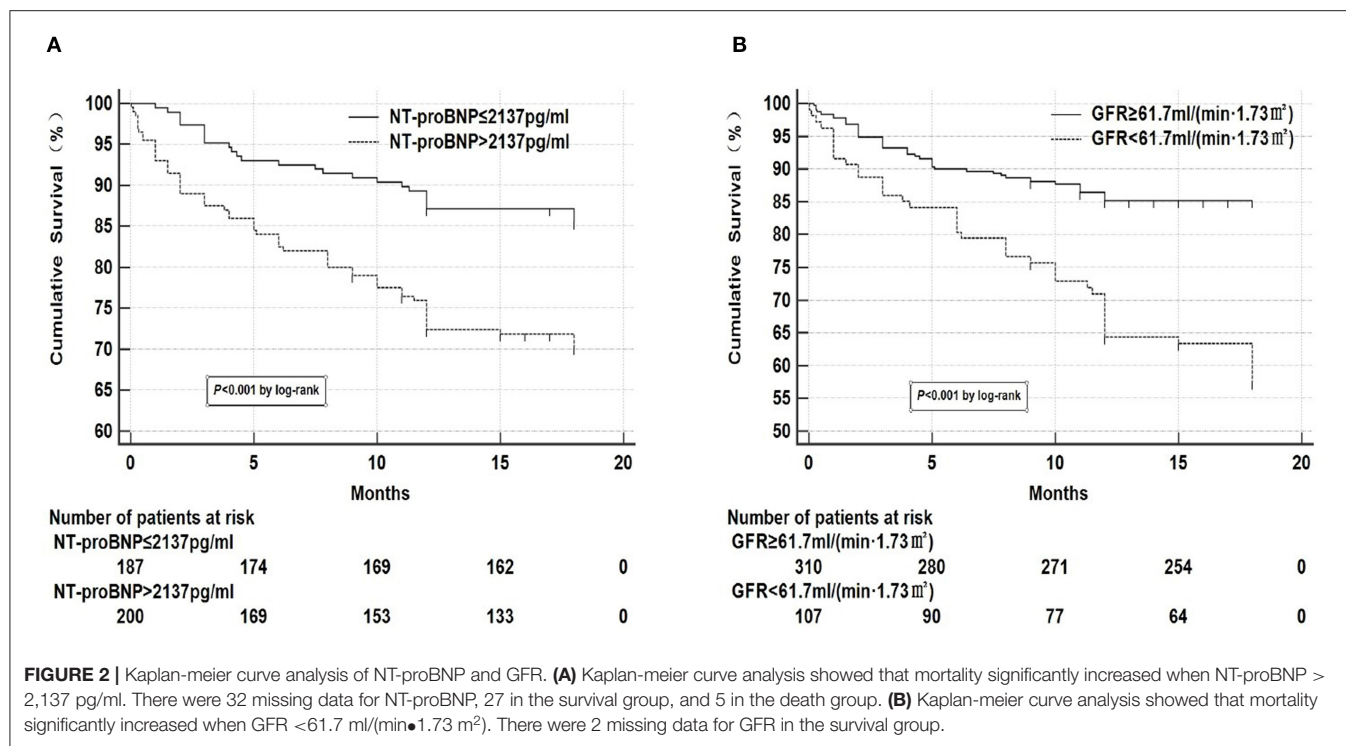 A
100
95
90
85
80
75
70
65
60
Cumulative Survival (%)
NT-proBNP≤2137pg/ml
NT-proBNP>2137pg/ml
P<0.001 by log-rank
0 5 10 15 20
Months
Number of patients at risk
NT-proBNP≤2137pg/ml
187 174 169 162 0
NT-proBNP>2137pg/ml
200 169 153 133 0
B
100
95
90
85
80
75
70
65
60
55
50
Cumulative Survival (%)
GFR≥61.7ml/(min·1.73㎡)
GFR<61.7ml/(min·1.73㎡)
P<0.001 by log-rank
0 5 10 15 20
Months
Number of patients at risk
GFR≥61.7ml/(min·1.73㎡)
310 280 271 254 0
GFR<61.7ml/(min·1.73㎡)
107 90 77 64 0
FIGURE 2 | Kaplan-meier curve analysis of NT-proBNP and GFR. (A) Kaplan-meier curve analysis showed that mortality significantly increased when NT-proBNP >
2,137 pg/ml. There were 32 missing data for NT-proBNP, 27 in the survival group, and 5 in the death group. (B) Kaplan-meier curve analysis showed that mortality
significantly increased when GFR <61.7 ml/(min●1.73 m²). There were 2 missing data for GFR in the survival group.